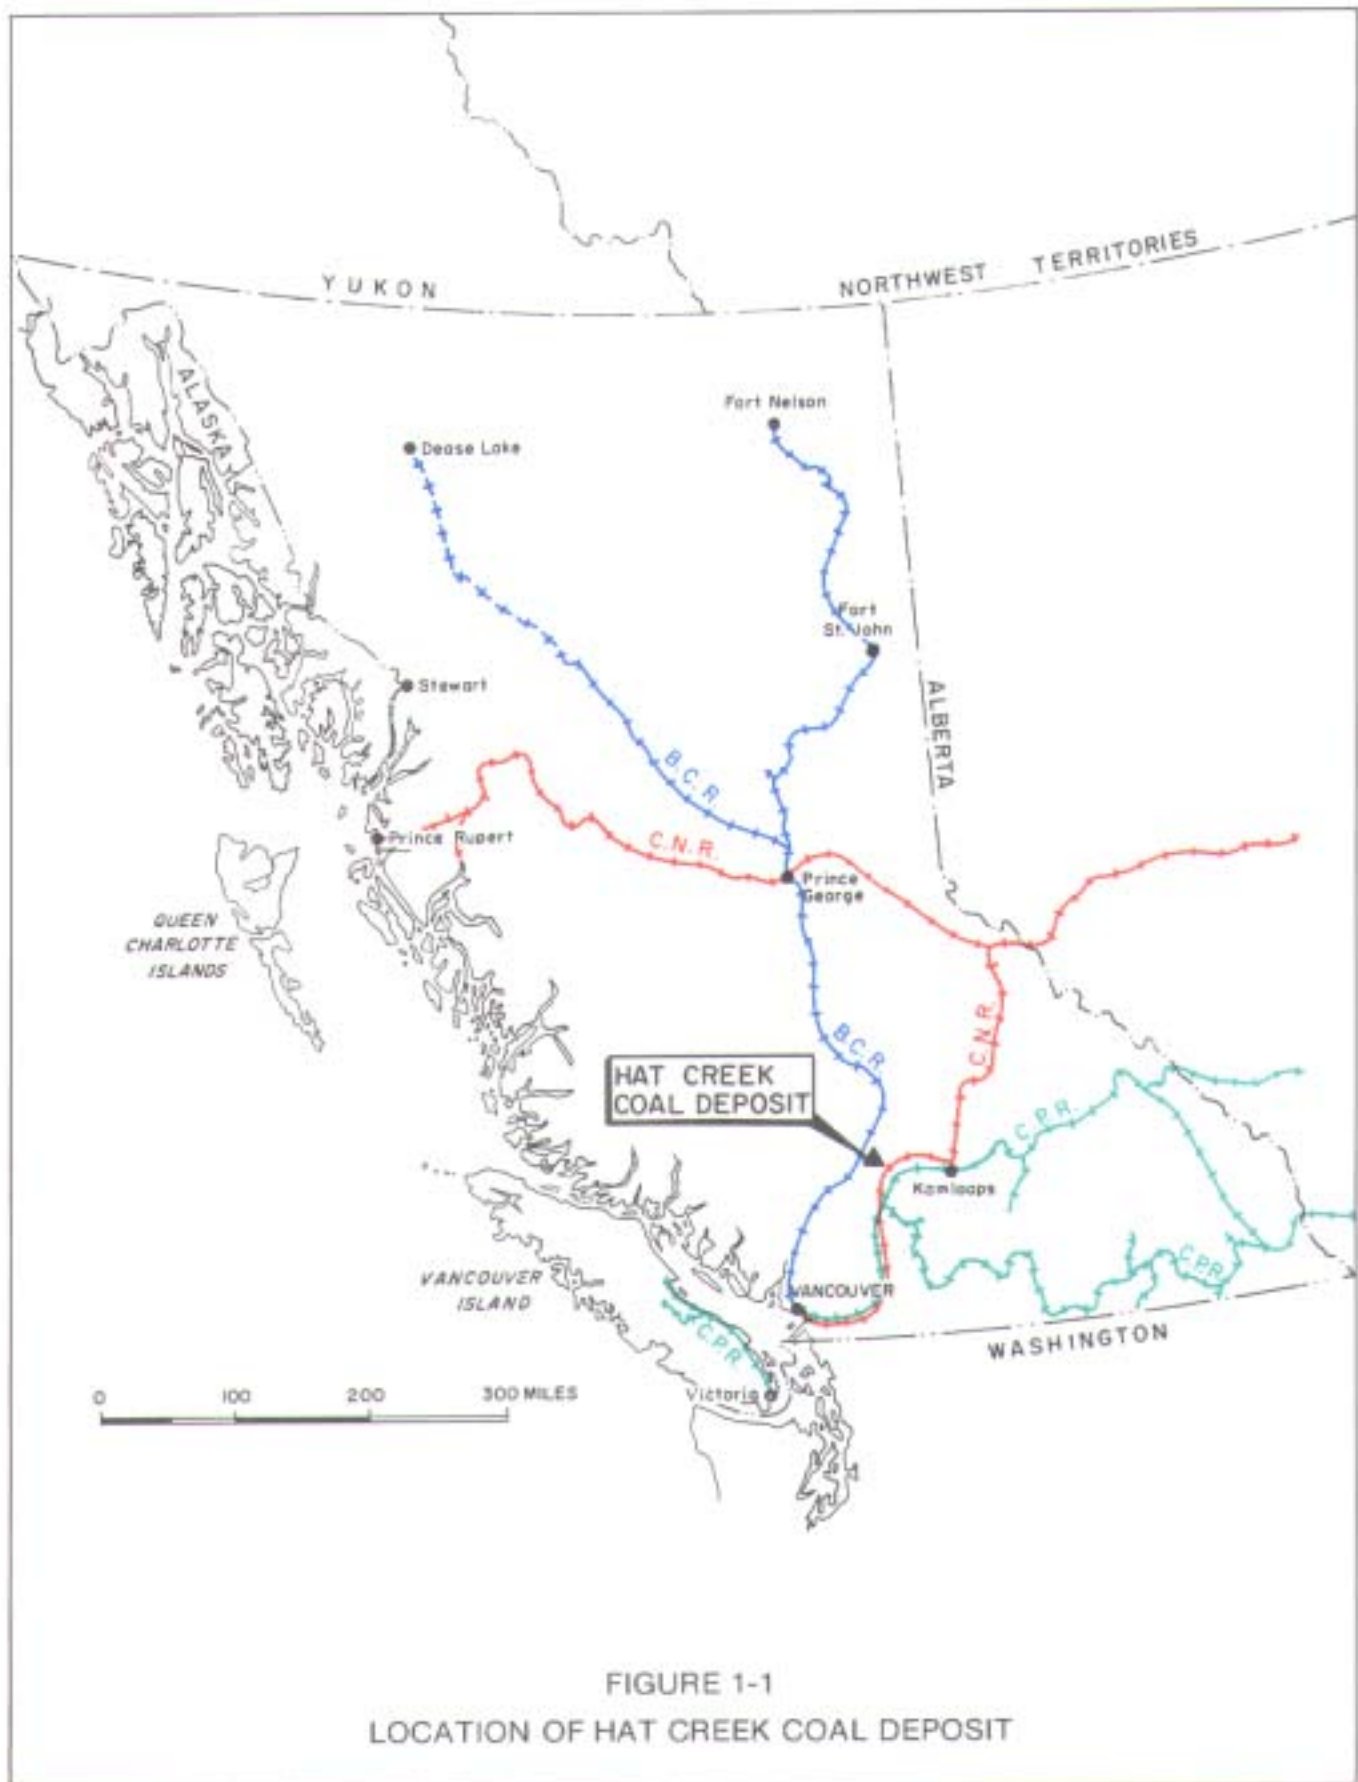 YUKON
NORTHWEST TERRITORIES
ALASKA
Fort Nelson
Dease Lake
Fort
St. John
Stewart
ALBERTA
B.C.R.
C.N.R.
Prince Rupert
Prince
George
QUEEN
CHARLOTTE
ISLANDS
B.C.R.
C.N.R.
HAT CREEK
COAL DEPOSIT
C.P.R.
Kamloops
C.P.R.
VANCOUVER
ISLAND
VANCOUVER
WASHINGTON
C.P.R.
Victoria
0 100 200 300 MILES
FIGURE 1-1
LOCATION OF HAT CREEK COAL DEPOSIT